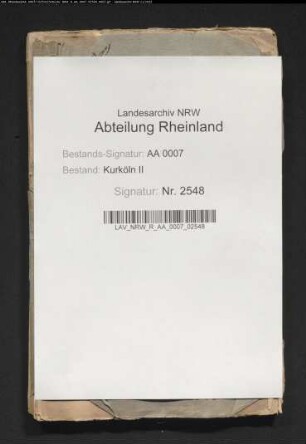 Landesarchiv NRW
Abteilung Rheinland
Bestands-Signatur: AA 0007
Bestand: Kurköln II
Signatur: Nr. 2548
LAV_NRW_R_AA_0007_02548